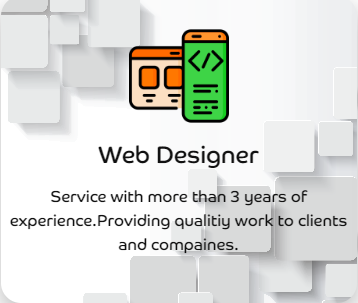 </>
Web Designer
Service with more than 3 years of
experience.Providing qualitiy work to clients
and compaines.